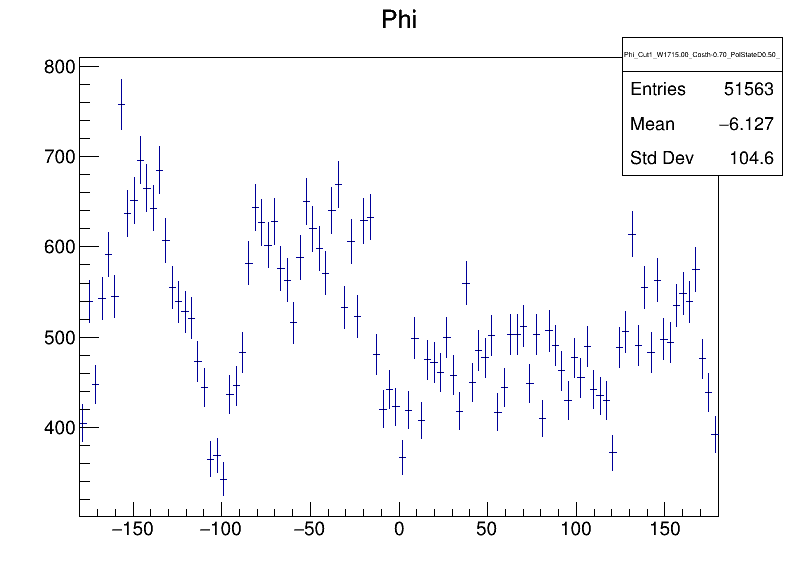 Phi
Phi_Cut1_W1715.00_Costh-0.70_PolStateD0.50_
Entries 51563
Mean −6.127
Std Dev 104.6
800
700
600
500
400
−150 −100 −50 0 50 100 150